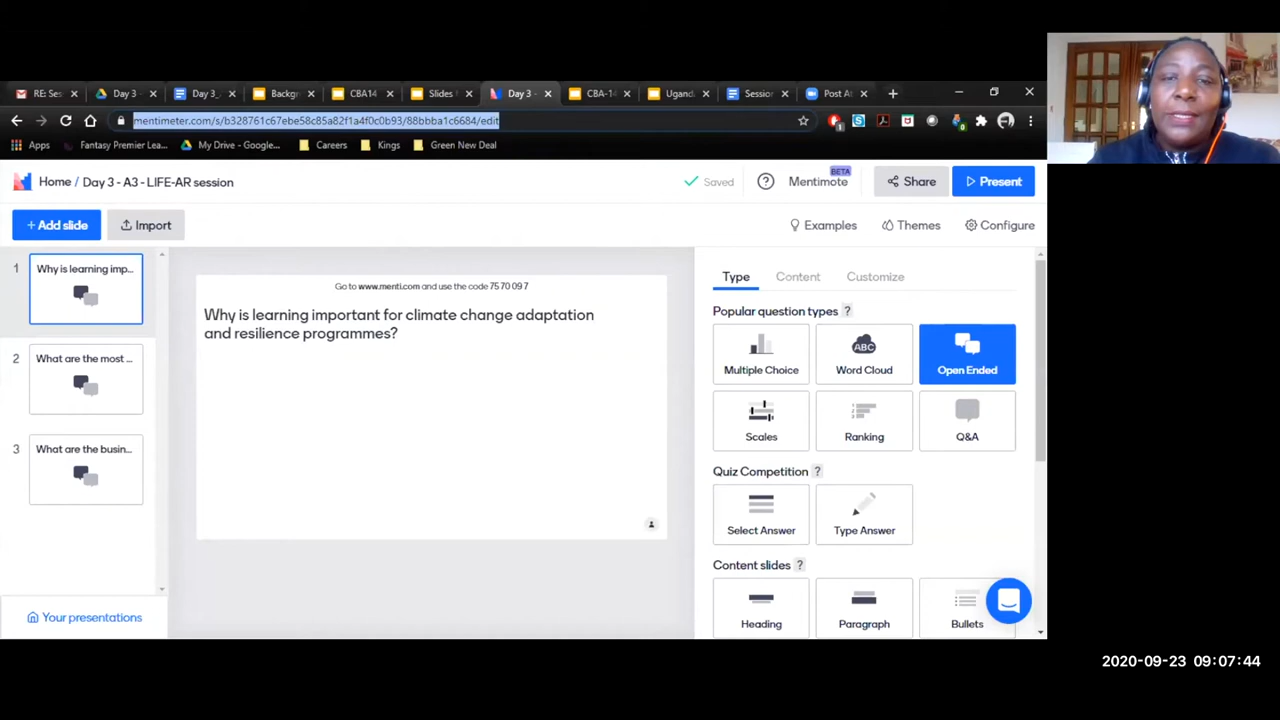 RE: Ses
Day 3 -
Day 3_
Backg
CBA14
Slides f
Day 3 -
CBA-14
Ugand
Session
Post A
mentimeter.com/s/b328761c67ebe58c85a82f1a4f0c0b93/88bbba1c6684/edit
Apps
Fantasy Premier Lea...
My Drive - Google...
Careers
Kings
Green New Deal
Home / Day 3 - A3 - LIFE-AR session
Saved
?
Mentimote
BETA
Share
Present
+ Add slide
Import
Examples
Themes
Configure
1
Why is learning imp...
2
What are the most ...
3
What are the busin...
Your presentations
Go to www.menti.com and use the code 75 70 09 7
Why is learning important for climate change adaptation
and resilience programmes?
Type
Content
Customize
Popular question types ?
Multiple Choice
ABC
Word Cloud
Open Ended
Scales
Ranking
Q&A
Quiz Competition ?
Select Answer
Type Answer
Content slides ?
Heading
Paragraph
Bullets
2020-09-23 09:07:44